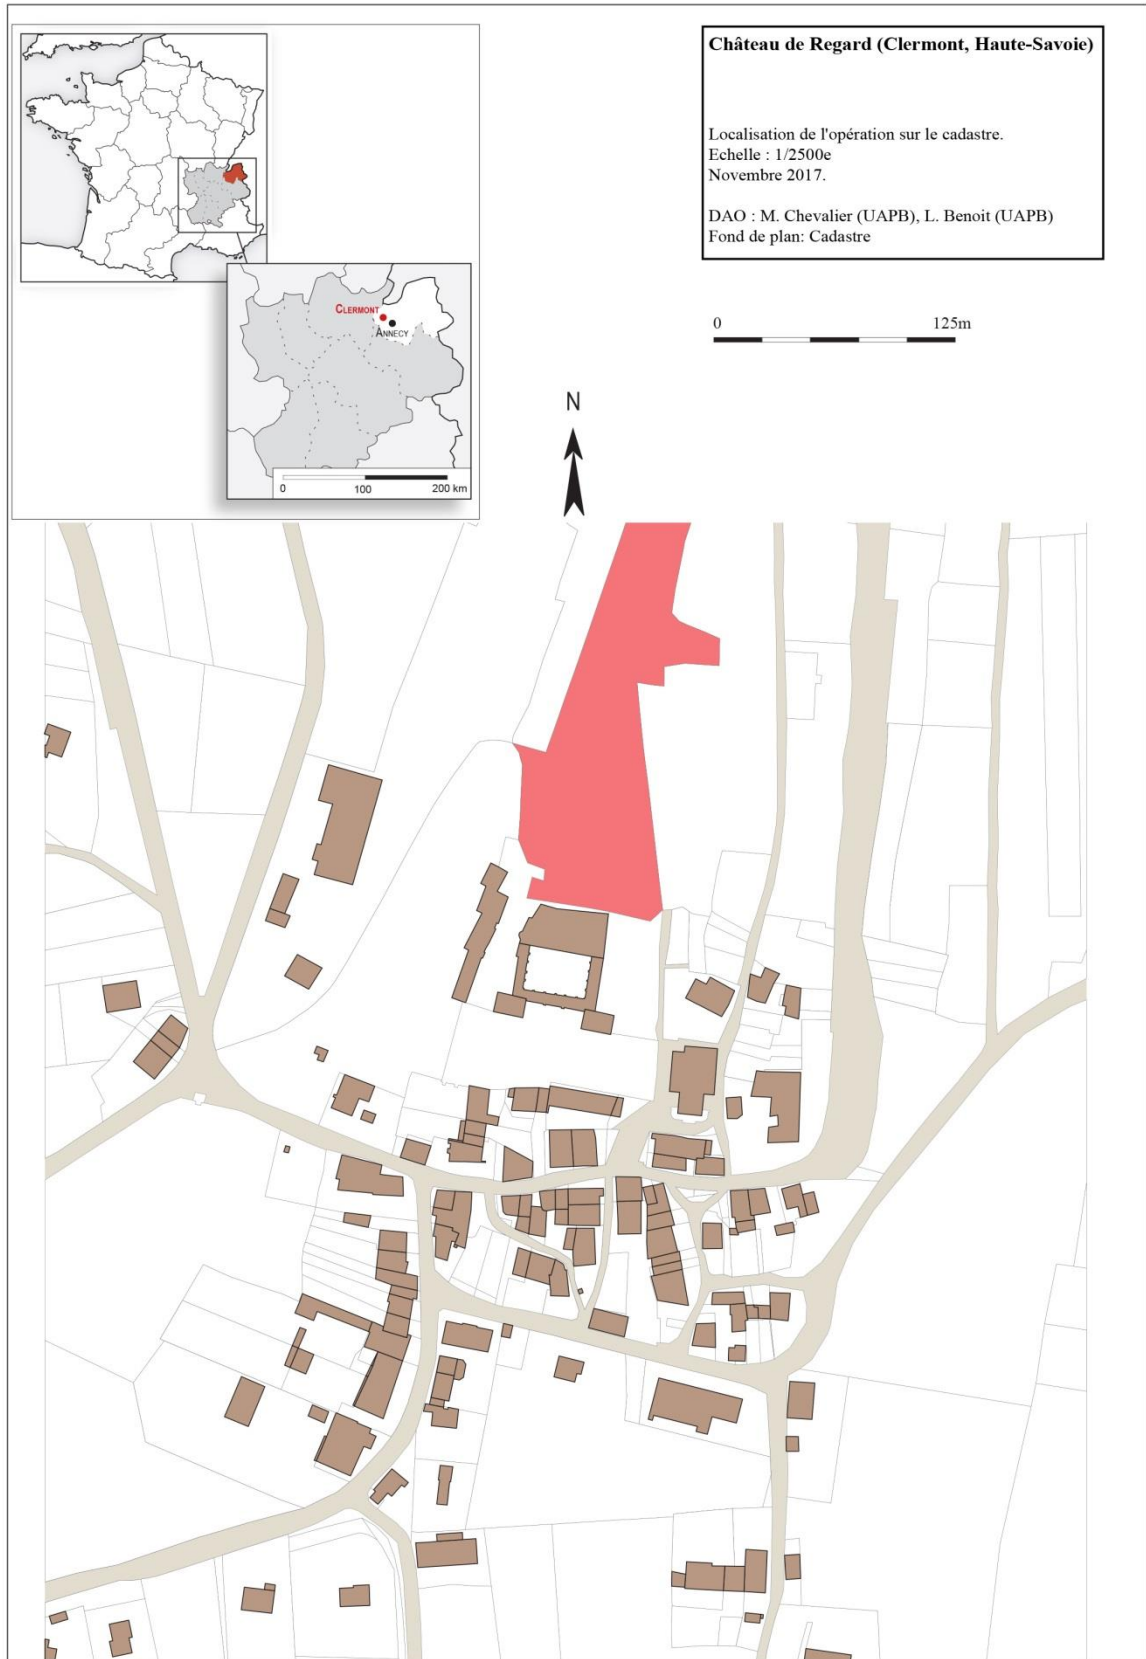 Château de Regard (Clermont, Haute-Savoie)
Localisation de l'opération sur le cadastre.
Echelle : 1/2500e
Novembre 2017.
DAO : M. Chevalier (UAPB), L. Benoit (UAPB)
Fond de plan: Cadastre
CLERMONT
ANNECY
0 100 200 km
0 125m
N